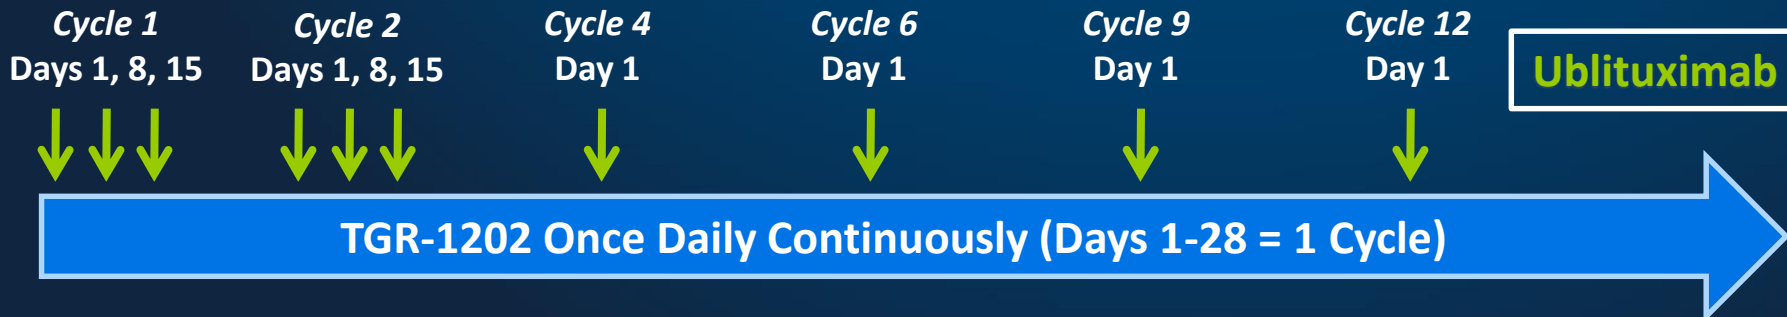 Cycle 1
Days 1, 8, 15
Cycle 2
Days 1, 8, 15
Cycle 4
Day 1
Cycle 6
Day 1
Cycle 9
Day 1
Cycle 12
Day 1
Ublituximab
TGR-1202 Once Daily Continuously (Days 1-28 = 1 Cycle)